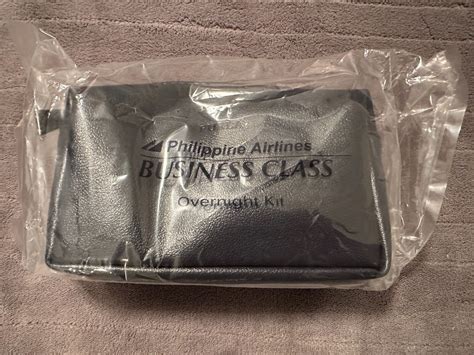 Philippine Airlines
BUSINESS CLASS
Overnight Kit